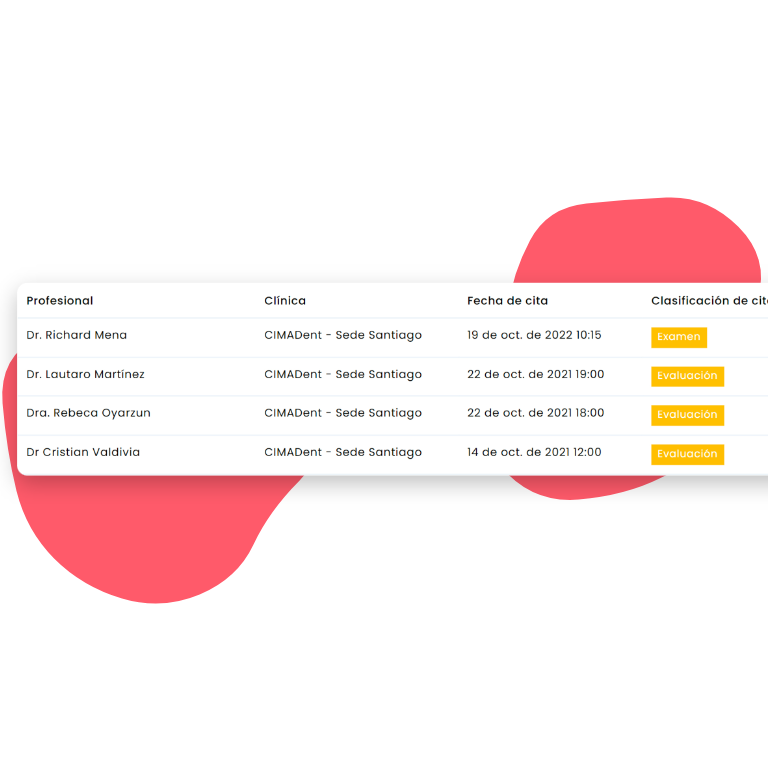 Profesional Clínica Fecha de cita Clasificación de
Dr. Richard Mena CIMADent - Sede Santiago 19 de oct. de 2022 10:15 Examen
Dr. Lautaro Martinez CIMADent - Sede Santiago 22 de oct. de 2021 19:00 Evaluación
Dra. Rebeca Oyarzun CIMADent - Sede Santiago 22 de oct. de 2021 18:00 Evaluación
Dr Cristian Valdivia CIMADent - Sede Santiago 14 de oct. de 2021 12:00 Evaluación